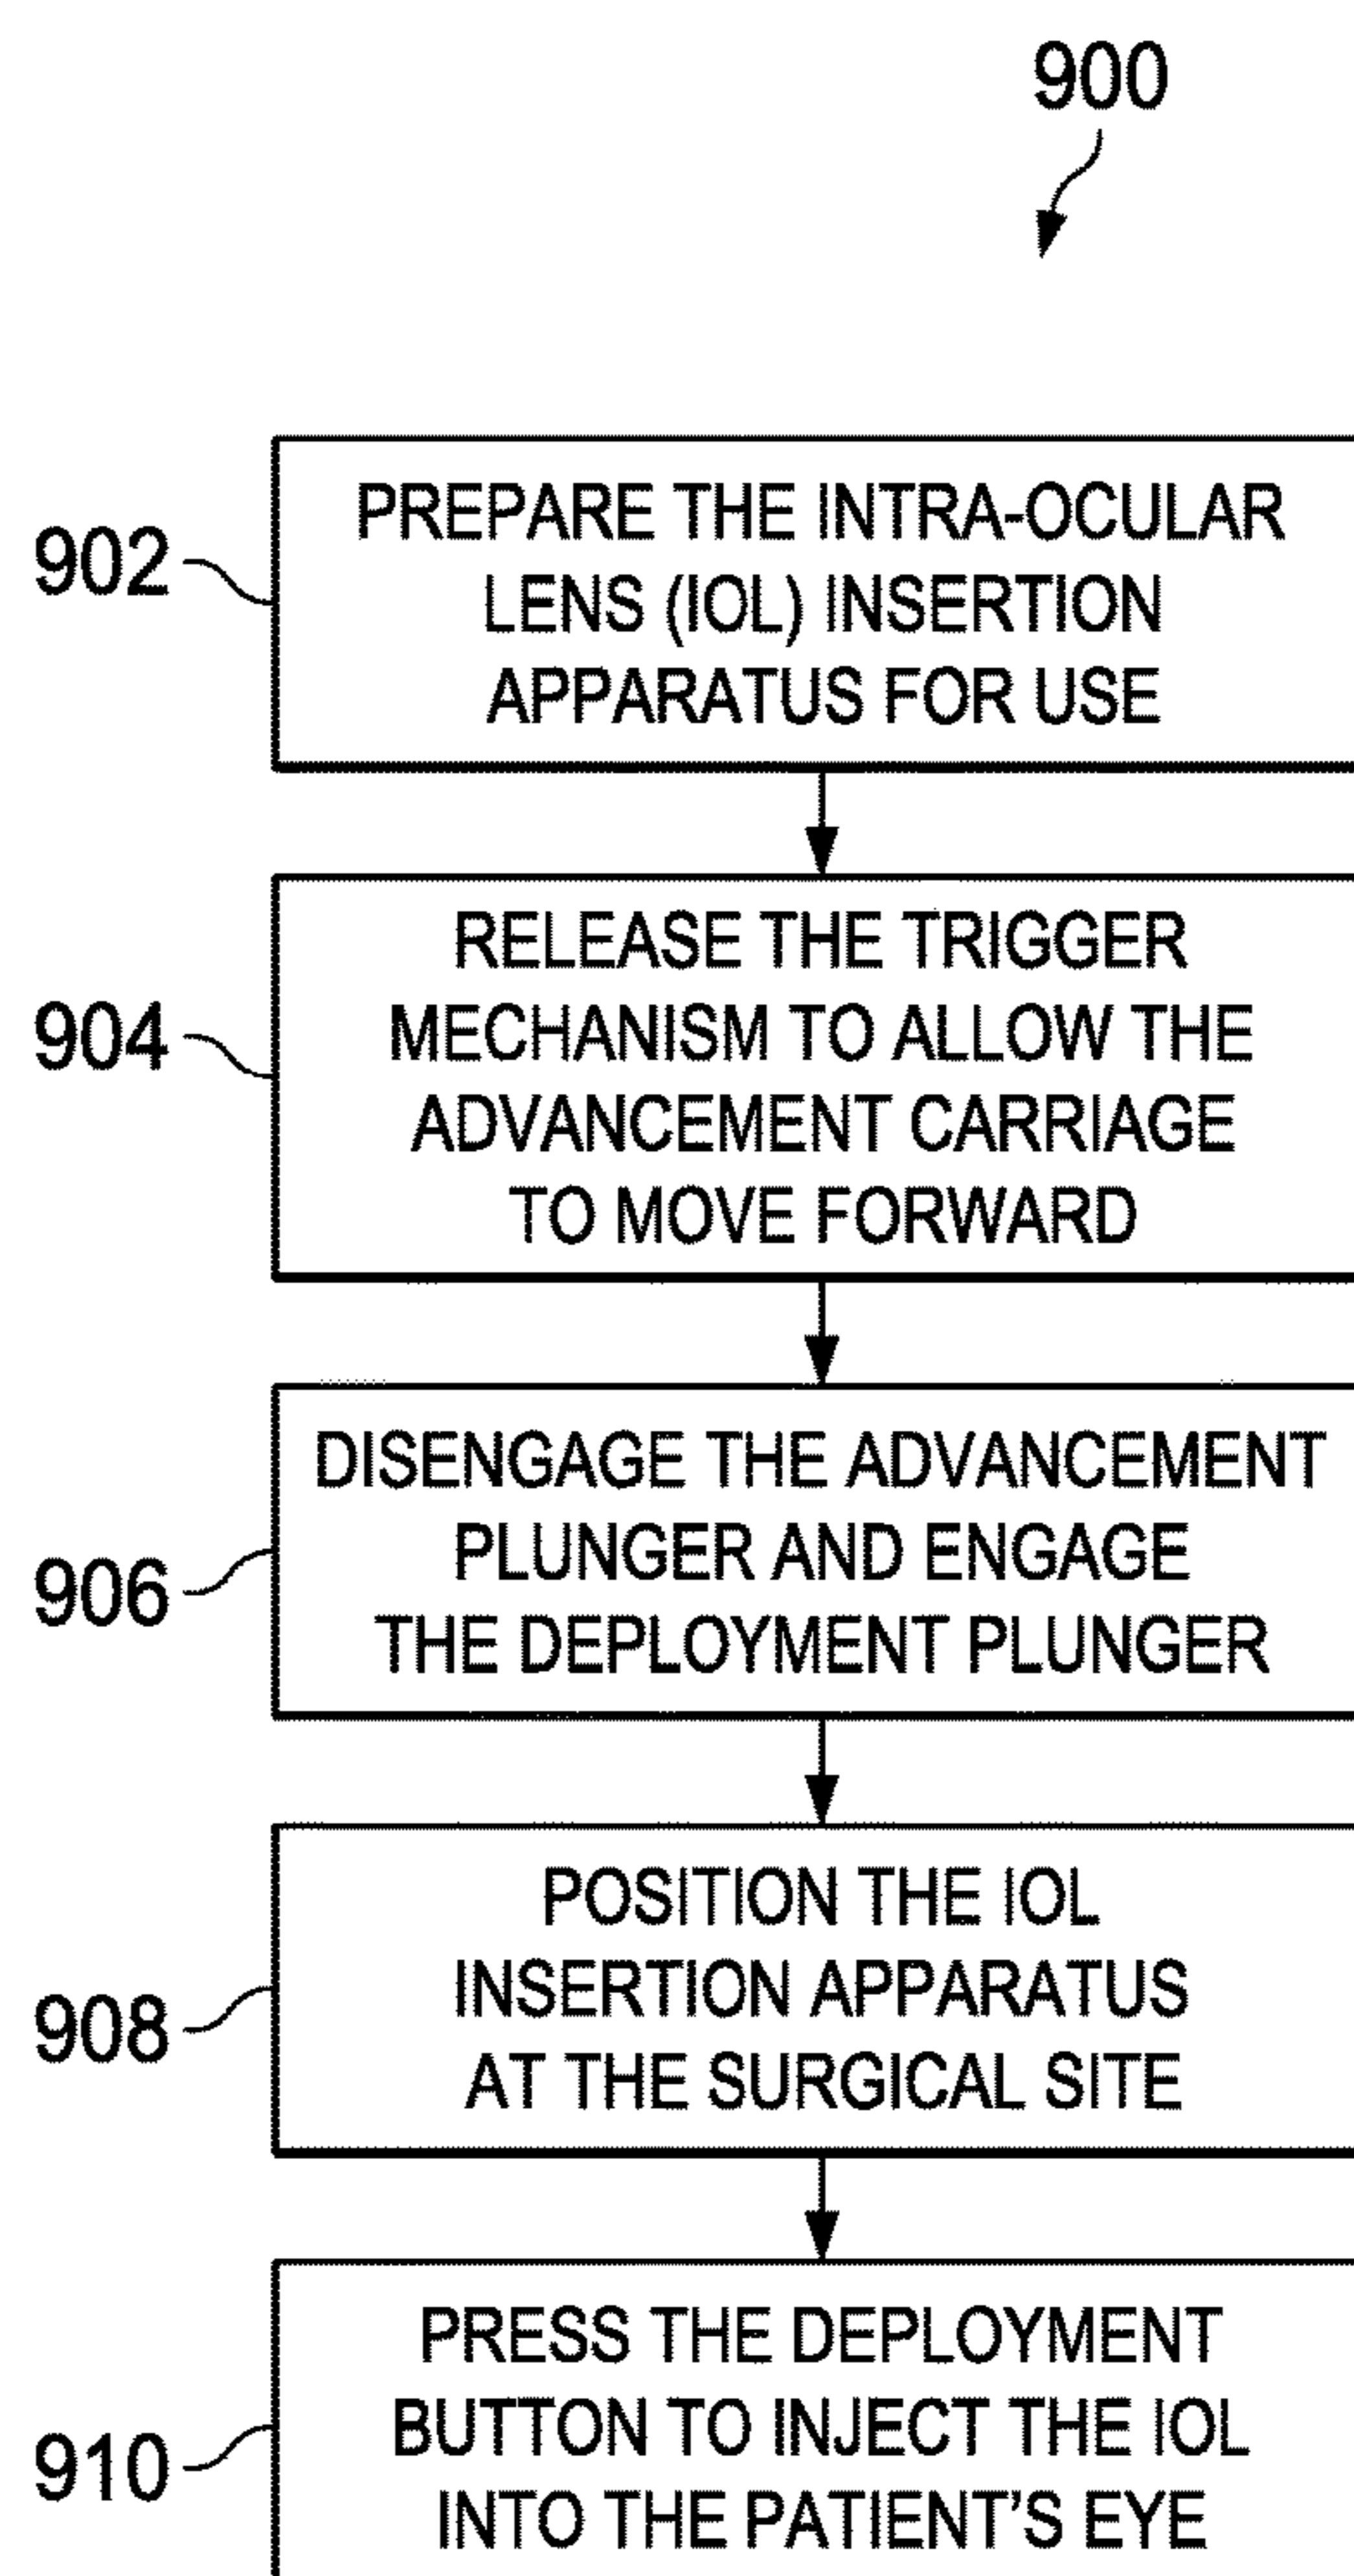 900
902
PREPARE THE INTRA-OCULAR
LENS (IOL) INSERTION
APPARATUS FOR USE
904
RELEASE THE TRIGGER
MECHANISM TO ALLOW THE
ADVANCEMENT CARRIAGE
TO MOVE FORWARD
906
DISENGAGE THE ADVANCEMENT
PLUNGER AND ENGAGE
THE DEPLOYMENT PLUNGER
908
POSITION THE IOL
INSERTION APPARATUS
AT THE SURGICAL SITE
910
PRESS THE DEPLOYMENT
BUTTON TO INJECT THE IOL
INTO THE PATIENT’S EYE